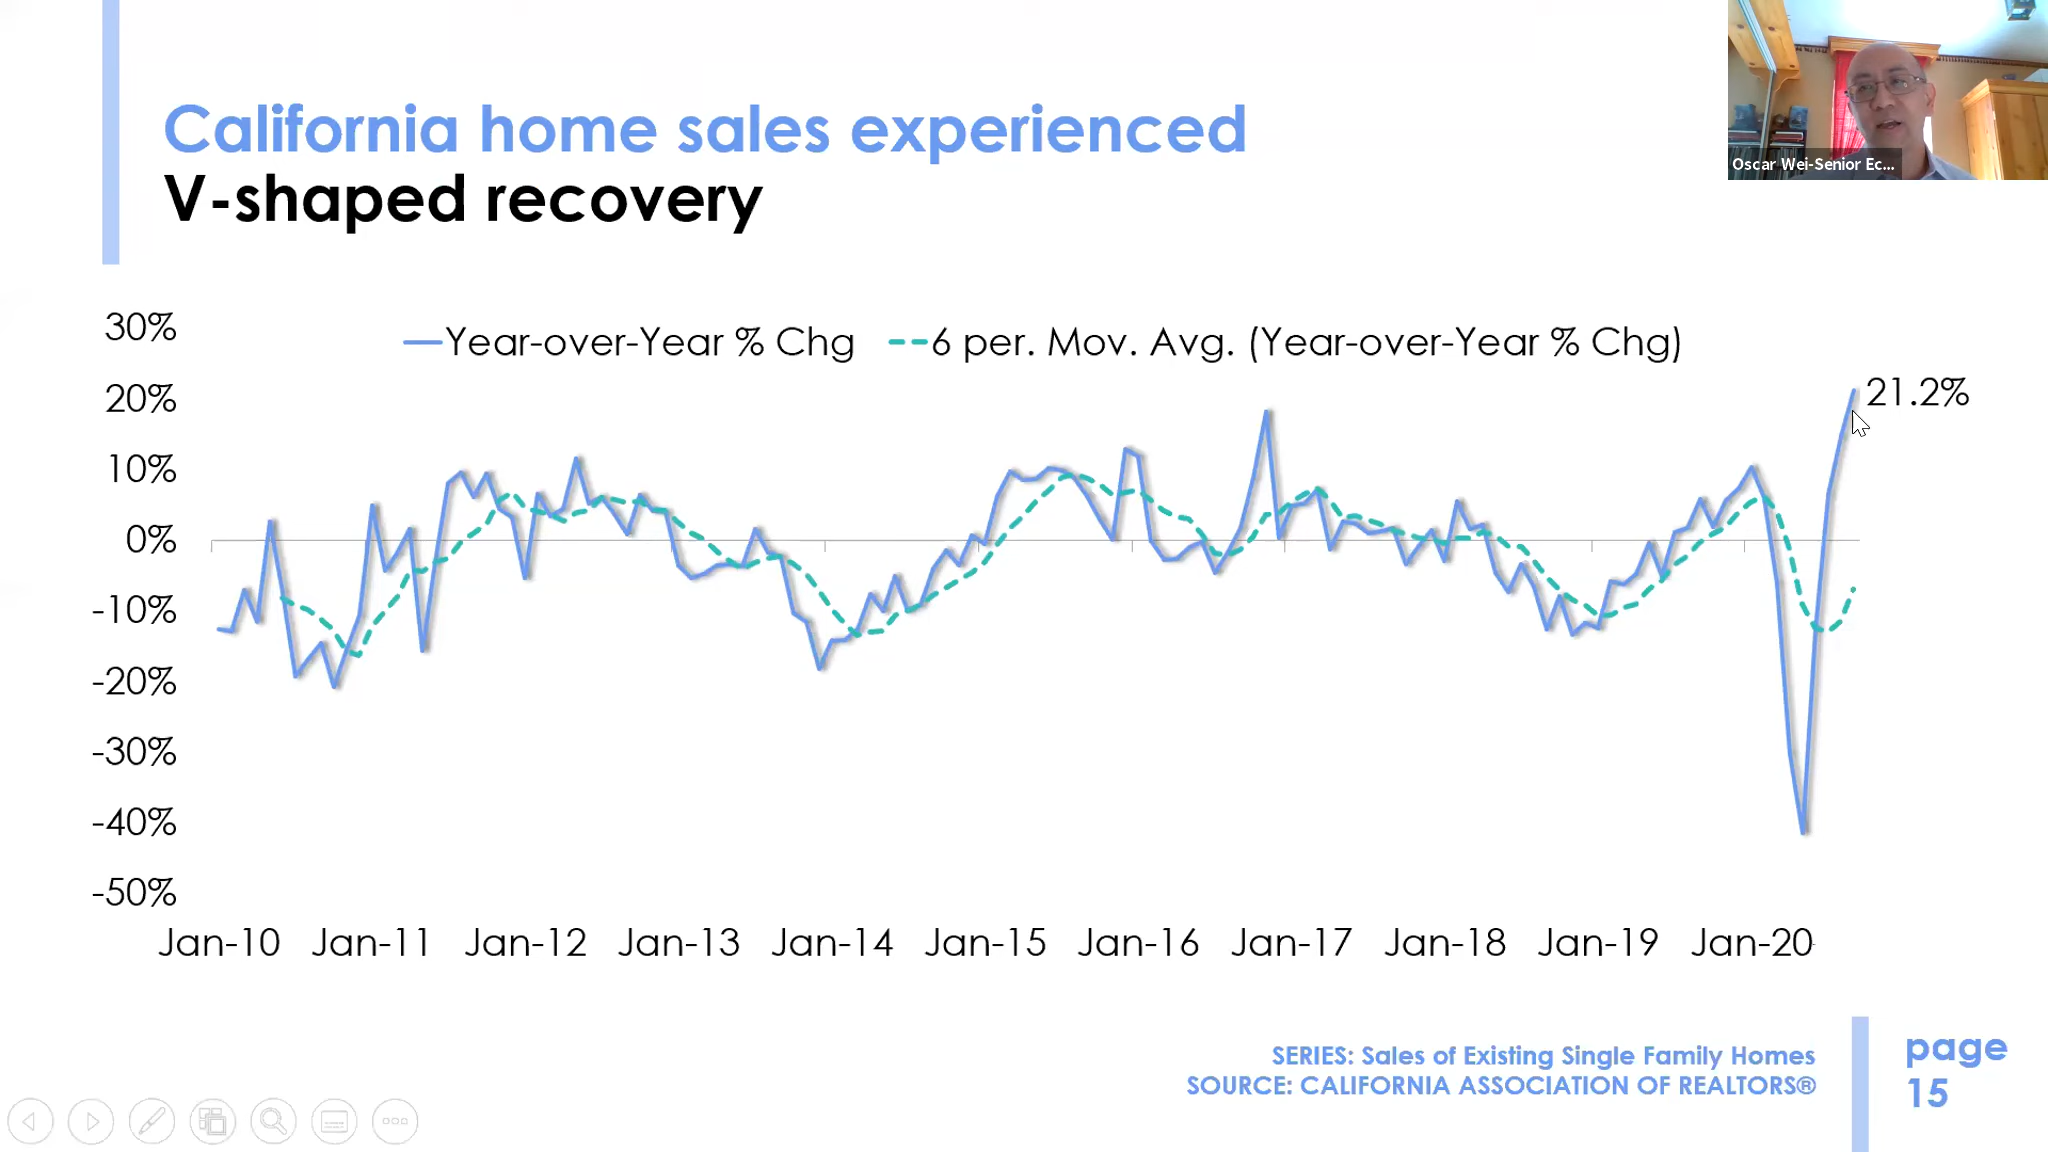 California home sales experienced
V-shaped recovery
Oscar Wei-Senior Ec...
30%
20%
10%
0%
-10%
-20%
-30%
-40%
-50%
Year-over-Year % Chg
6 per. Mov. Avg. (Year-over-Year % Chg)
21.2%
Jan-10 Jan-11 Jan-12 Jan-13 Jan-14 Jan-15 Jan-16 Jan-17 Jan-18 Jan-19 Jan-20
SERIES: Sales of Existing Single Family Homes
SOURCE: CALIFORNIA ASSOCIATION OF REALTORS®
page
15